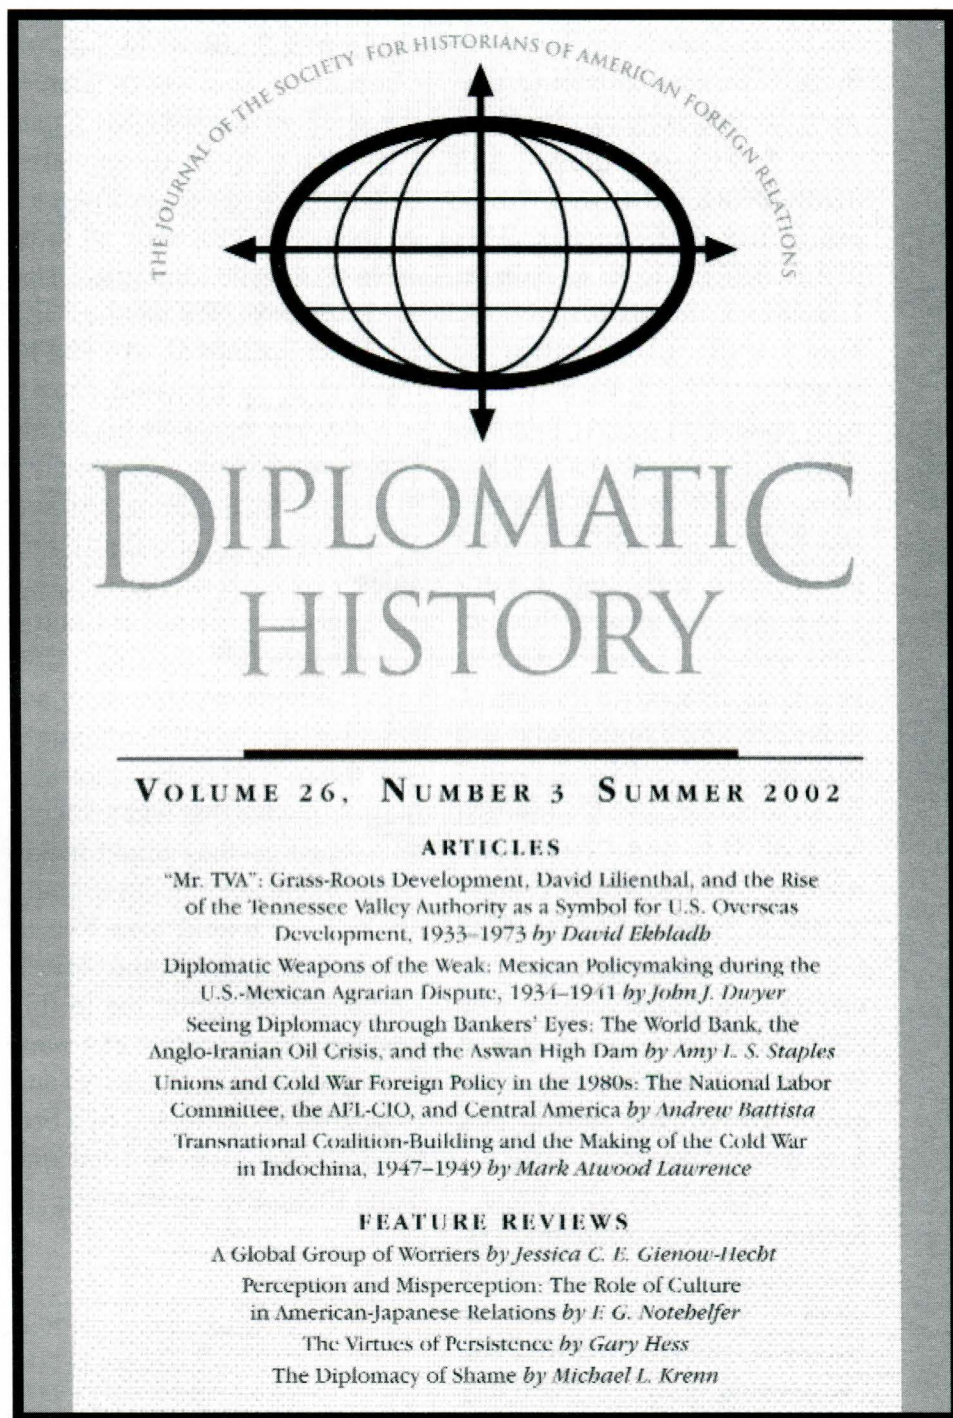 THE JOURNAL OF THE SOCIETY FOR HISTORIANS OF AMERICAN FOREIGN RELATIONS
DIPLOMATIC
HISTORY
VOLUME 26, NUMBER 3 SUMMER 2002
ARTICLES
“Mr. TVA”: Grass-Roots Development, David Lilienthal, and the Rise
of the Tennessee Valley Authority as a Symbol for U.S. Overseas
Development, 1933–1973 by David Ekbladh
Diplomatic Weapons of the Weak: Mexican Policymaking during the
U.S.-Mexican Agrarian Dispute, 1934–1941 by John J. Dwyer
Seeing Diplomacy through Bankers’ Eyes: The World Bank, the
Anglo-Iranian Oil Crisis, and the Aswan High Dam by Amy L. S. Staples
Unions and Cold War Foreign Policy in the 1980s: The National Labor
Committee, the AFL-CIO, and Central America by Andrew Battista
Transnational Coalition-Building and the Making of the Cold War
in Indochina, 1947–1949 by Mark Atwood Lawrence
FEATURE REVIEWS
A Global Group of Worriers by Jessica C. E. Gienow-Hecht
Perception and Misperception: The Role of Culture
in American-Japanese Relations by F. G. Notehelfer
The Virtues of Persistence by Gary Hess
The Diplomacy of Shame by Michael L. Krenn